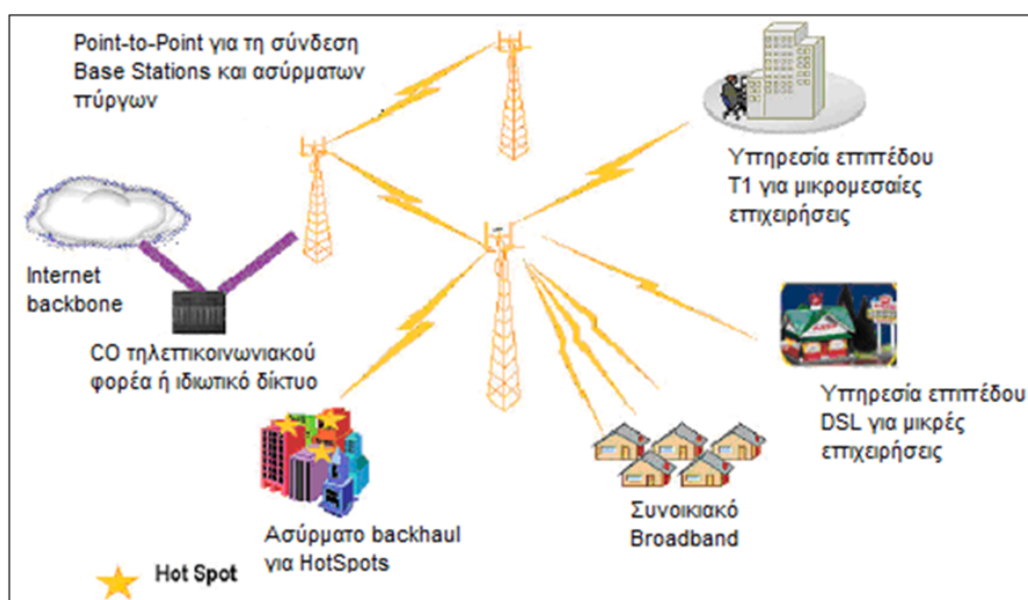 Point-to-Point για τη σύνδεση
Base Stations και ασύρματων
πύργων
Υπηρεσία επιπέδου
T1 για μικρομεσαίες
επιχειρήσεις
Internet
backbone
CO τηλεπικοινωνιακού
φορέα ή ιδιωτικό δίκτυο
Υπηρεσία επιπέδου
DSL για μικρές
επιχειρήσεις
Ασύρματο backhaul
για HotSpots
Συνοικιακό
Broadband
Hot Spot